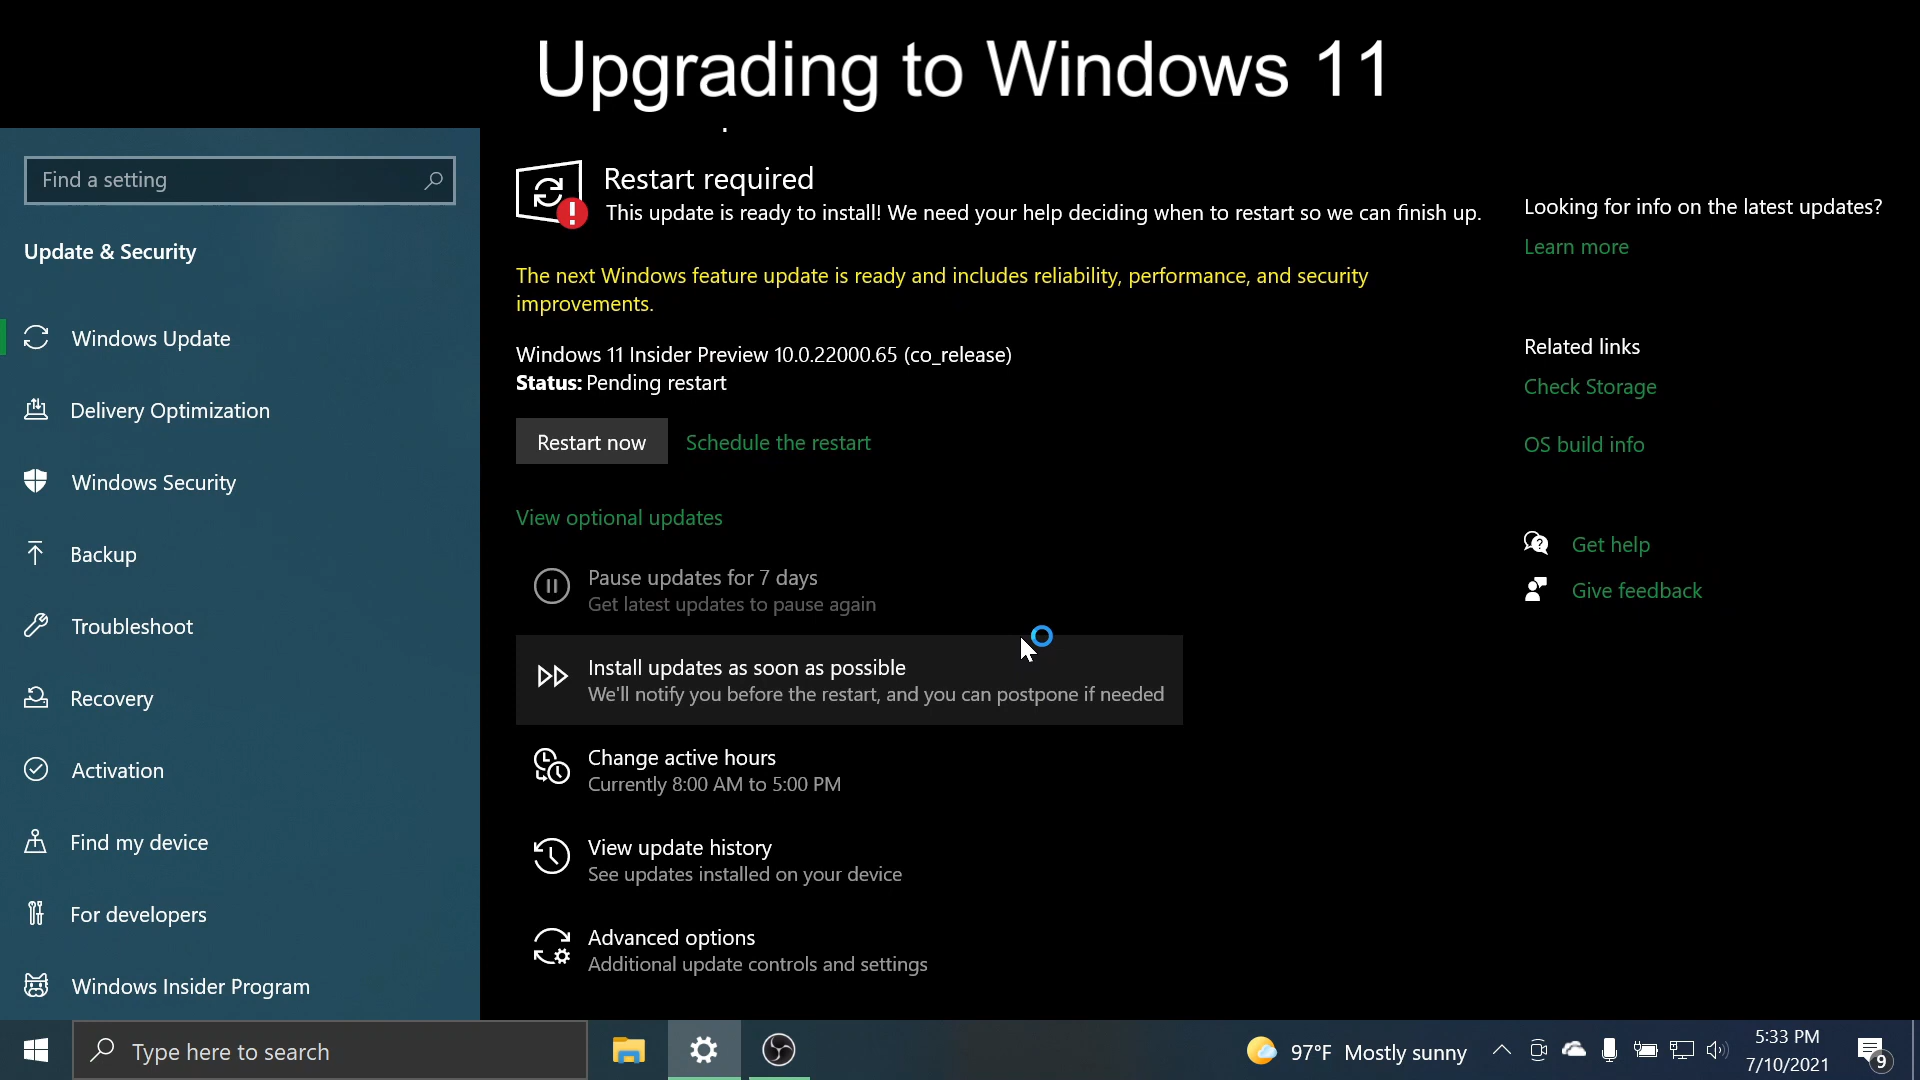 Upgrading to Windows 11
Find a setting
Update & Security
Windows Update
Delivery Optimization
Windows Security
Backup
Troubleshoot
Recovery
Activation
Find my device
For developers
Windows Insider Program
Restart required
This update is ready to install! We need your help deciding when to restart so we can finish up.
The next Windows feature update is ready and includes reliability, performance, and security
improvements.
Windows 11 Insider Preview 10.0.22000.65 (co_release)
Status: Pending restart
Restart now
Schedule the restart
View optional updates
Pause updates for 7 days
Get latest updates to pause again
Install updates as soon as possible
We'll notify you before the restart, and you can postpone if needed
Change active hours
Currently 8:00 AM to 5:00 PM
View update history
See updates installed on your device
Advanced options
Additional update controls and settings
Looking for info on the latest updates?
Learn more
Related links
Check Storage
OS build info
Get help
Give feedback
Type here to search
97°F Mostly sunny
5:33 PM
7/10/2021
9